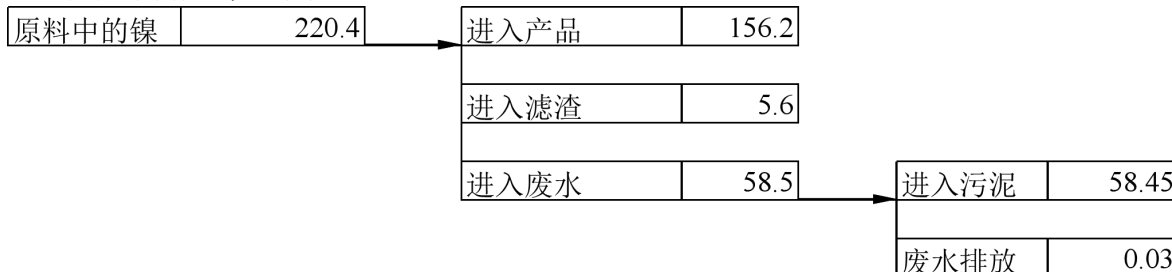 原料中的镍 220.4 进入产品 156.2
进入滤渣 5.6
进入废水 58.5 进入污泥 58.45
废水排放 0.03